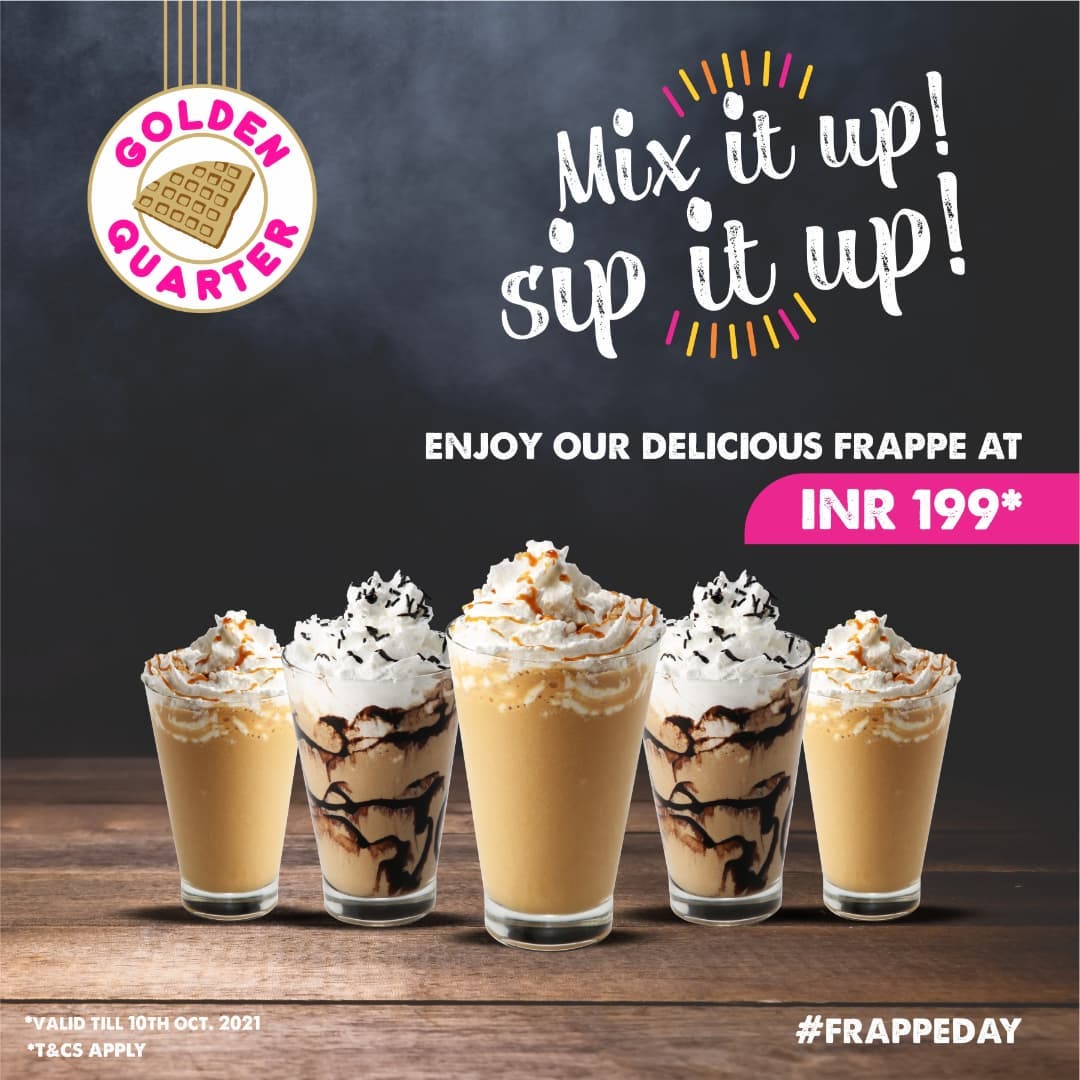 GOLDEN
QUARTER
Mix it up!
sip it up!
ENJOY OUR DELICIOUS FRAPPE AT
INR 199*
*VALID TILL 10TH OCT. 2021
*T&CS APPLY
#FRAPPEDAY